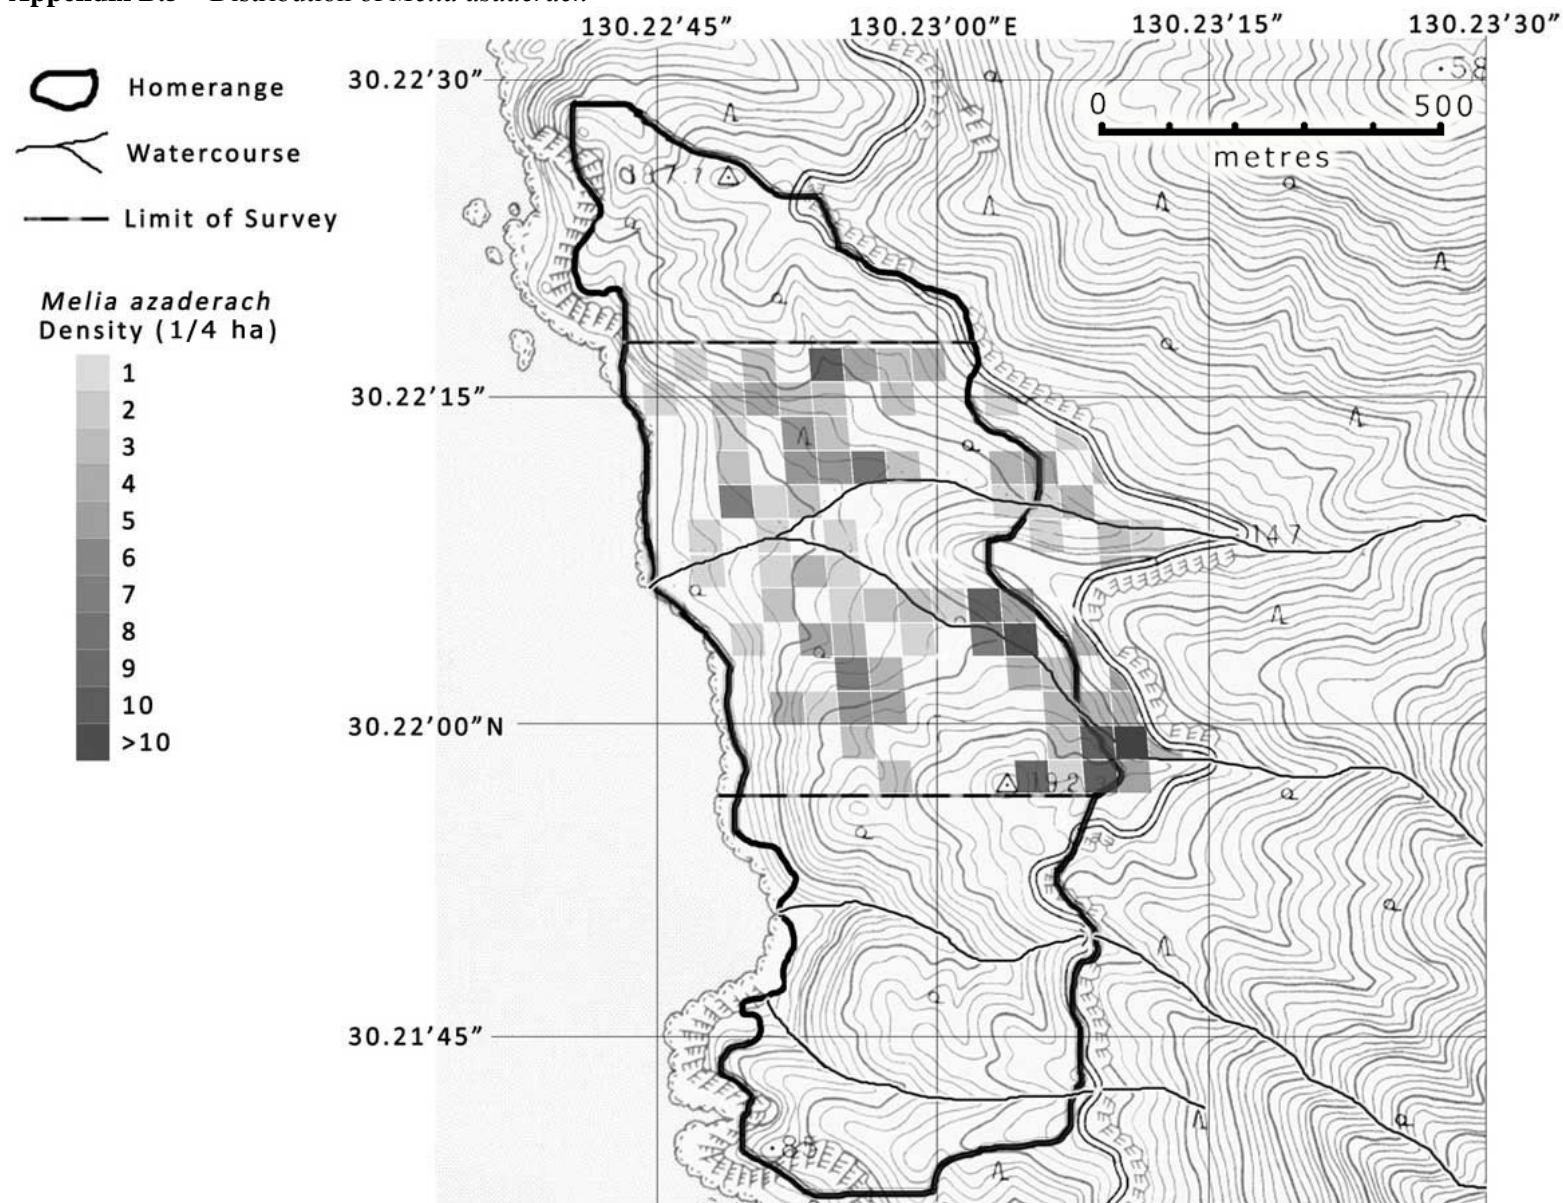 130.22’45” 130.23’00”E 130.23’15” 130.23’30”
30.22’30”
Homerange
Watercourse
Limit of Survey
0 500
metres
Melia azaderach
Density (1/4 ha)
1
2
3
4
5
6
7
8
9
10
>10
30.22’15”
147
30.22’00”N
30.21’45”